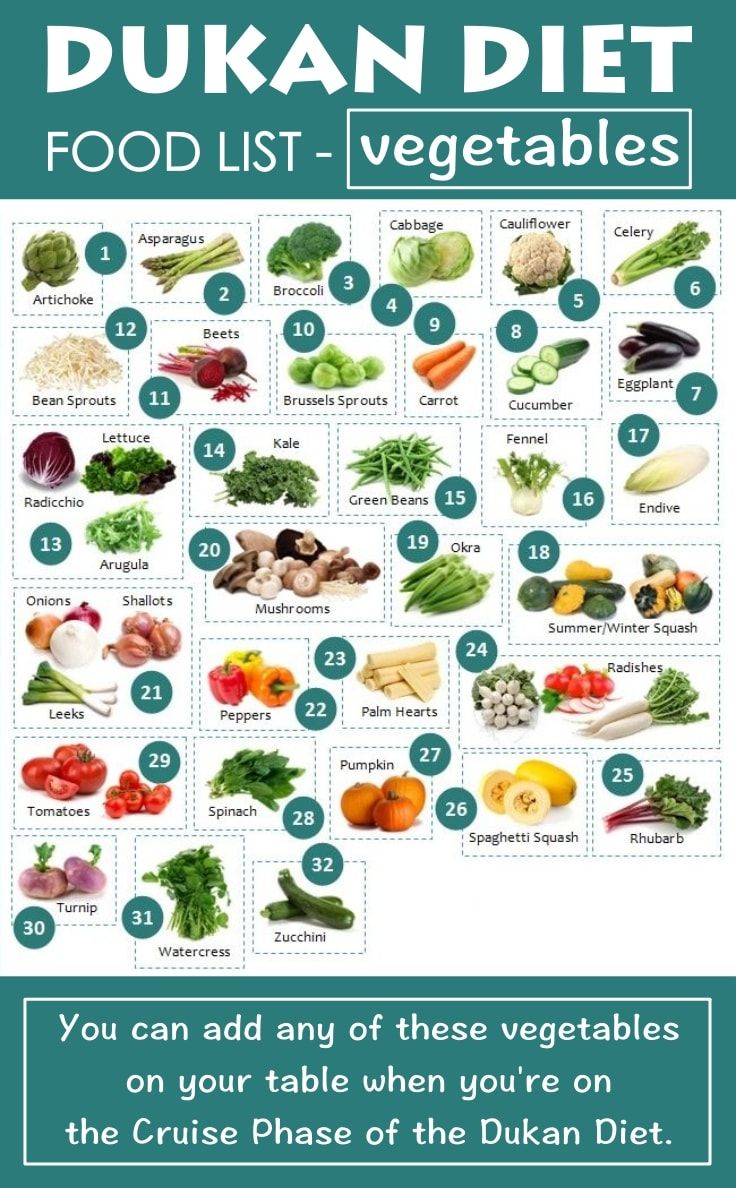 DUKAN DIET
FOOD LIST - vegetables
1
Artichoke
Asparagus
2
3
Broccoli
Cabbage
4
Cauliflower
5
Celery
6
12
Bean Sprouts
Beets
11
10
Brussels Sprouts
9
Carrot
8
Cucumber
Eggplant
7
Lettuce
Radicchio
13
Arugula
14
Kale
Green Beans
15
Fennel
16
17
Endive
20
Mushrooms
19
Okra
18
Summer/Winter Squash
Onions
Shallots
Leeks
21
Peppers
22
23
Palm Hearts
24
Radishes
29
Tomatoes
Spinach
28
Pumpkin
27
26
Spaghetti Squash
25
Rhubarb
Turnip
30
31
Watercress
32
Zucchini
You can add any of these vegetables
on your table when you're on
the Cruise Phase of the Dukan Diet.